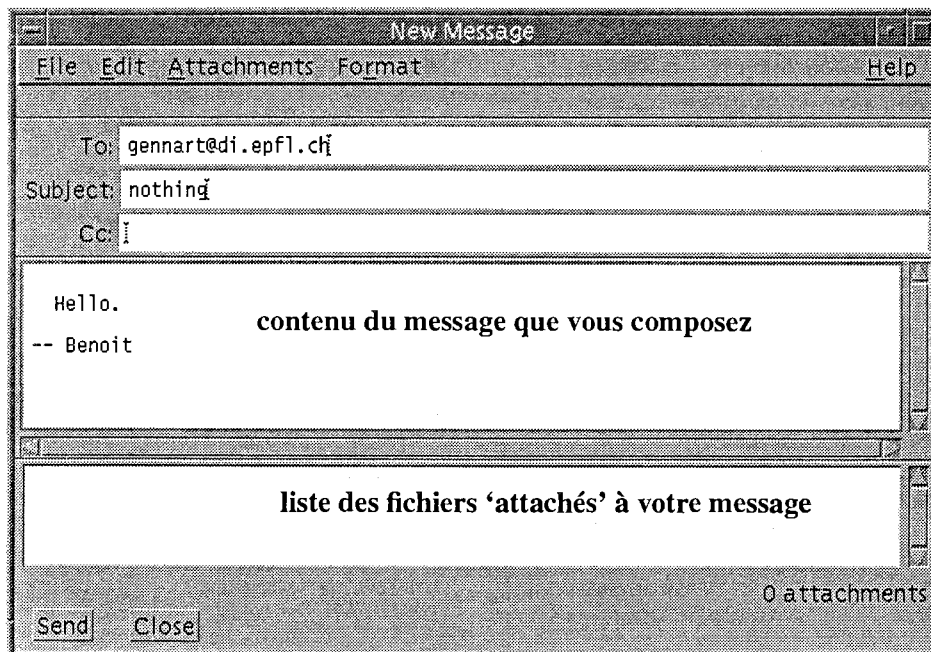 New Message
File Edit Attachments Format Help
To: gennart@di.epfl.ch
Subject: nothing
Cc:
Hello.
contenu du message que vous composez
-- Benoit
liste des fichiers ‘attachés’ à votre message
0 attachments
Send Close